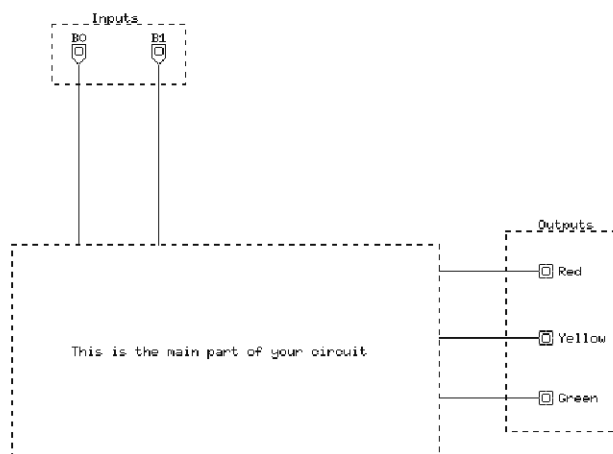 Inputs
B0 B1
Outputs
Red
This is the main part of your circuit
Yellow
Green